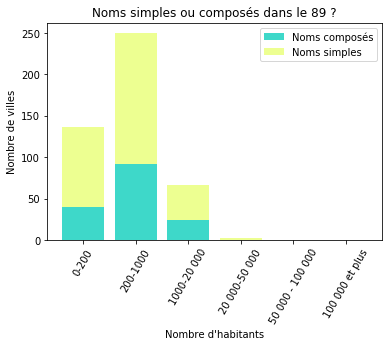 Noms simples ou composés dans le 89 ?
Noms composés
Noms simples
Nombre de villes
250
200
150
100
50
0
0-200
200-1000
1000-20 000
20 000-50 000
50 000 - 100 000
100 000 et plus
Nombre d'habitants